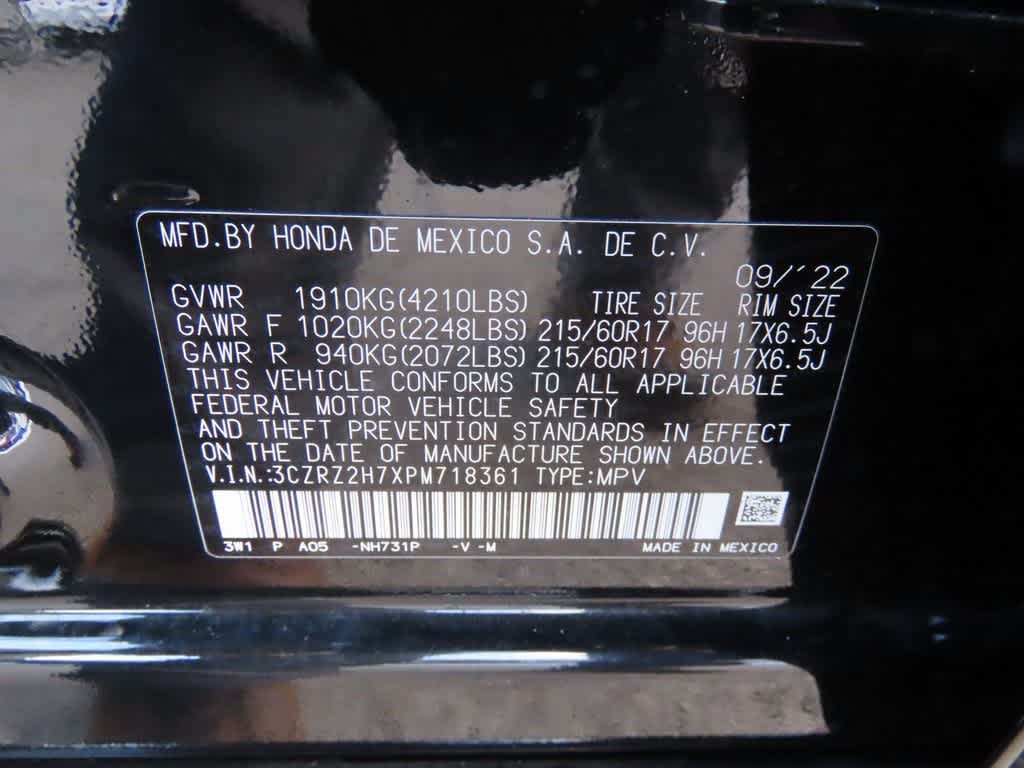 MFD.BY HONDA DE MEXICO S.A. DE C.V.
09/´22
GVWR 1910KG(4210LBS) TIRE SIZE RIM SIZE
GAWR F 1020KG(2248LBS) 215/60R17 96H 17X6.5J
GAWR R 940KG(2072LBS) 215/60R17 96H 17X6.5J
THIS VEHICLE CONFORMS TO ALL APPLICABLE
FEDERAL MOTOR VEHICLE SAFETY
AND THEFT PREVENTION STANDARDS IN EFFECT
ON THE DATE OF MANUFACTURE SHOWN ABOVE.
V.I.N.:3CZRZ2H7XPM718361 TYPE:MPV
3W1 P A05 -NH731P -V -M MADE IN MEXICO